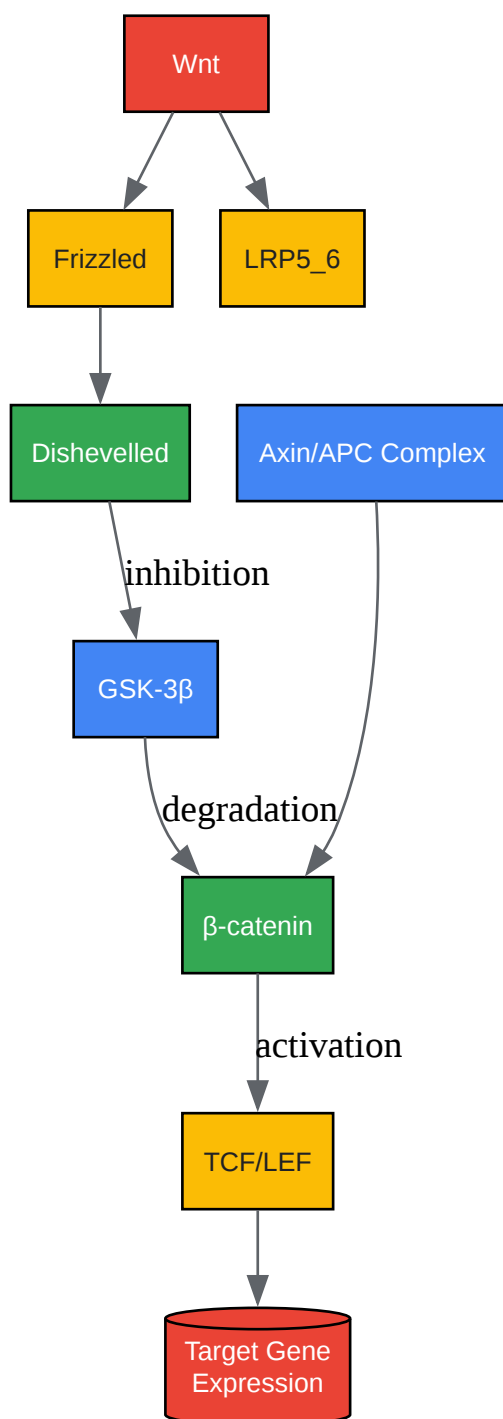 Wnt
Frizzled
LRP5_6
Dishevelled
Axin/APC Complex
inhibition
GSK-3β
degradation
β-catenin
activation
TCF/LEF
Target Gene
Expression